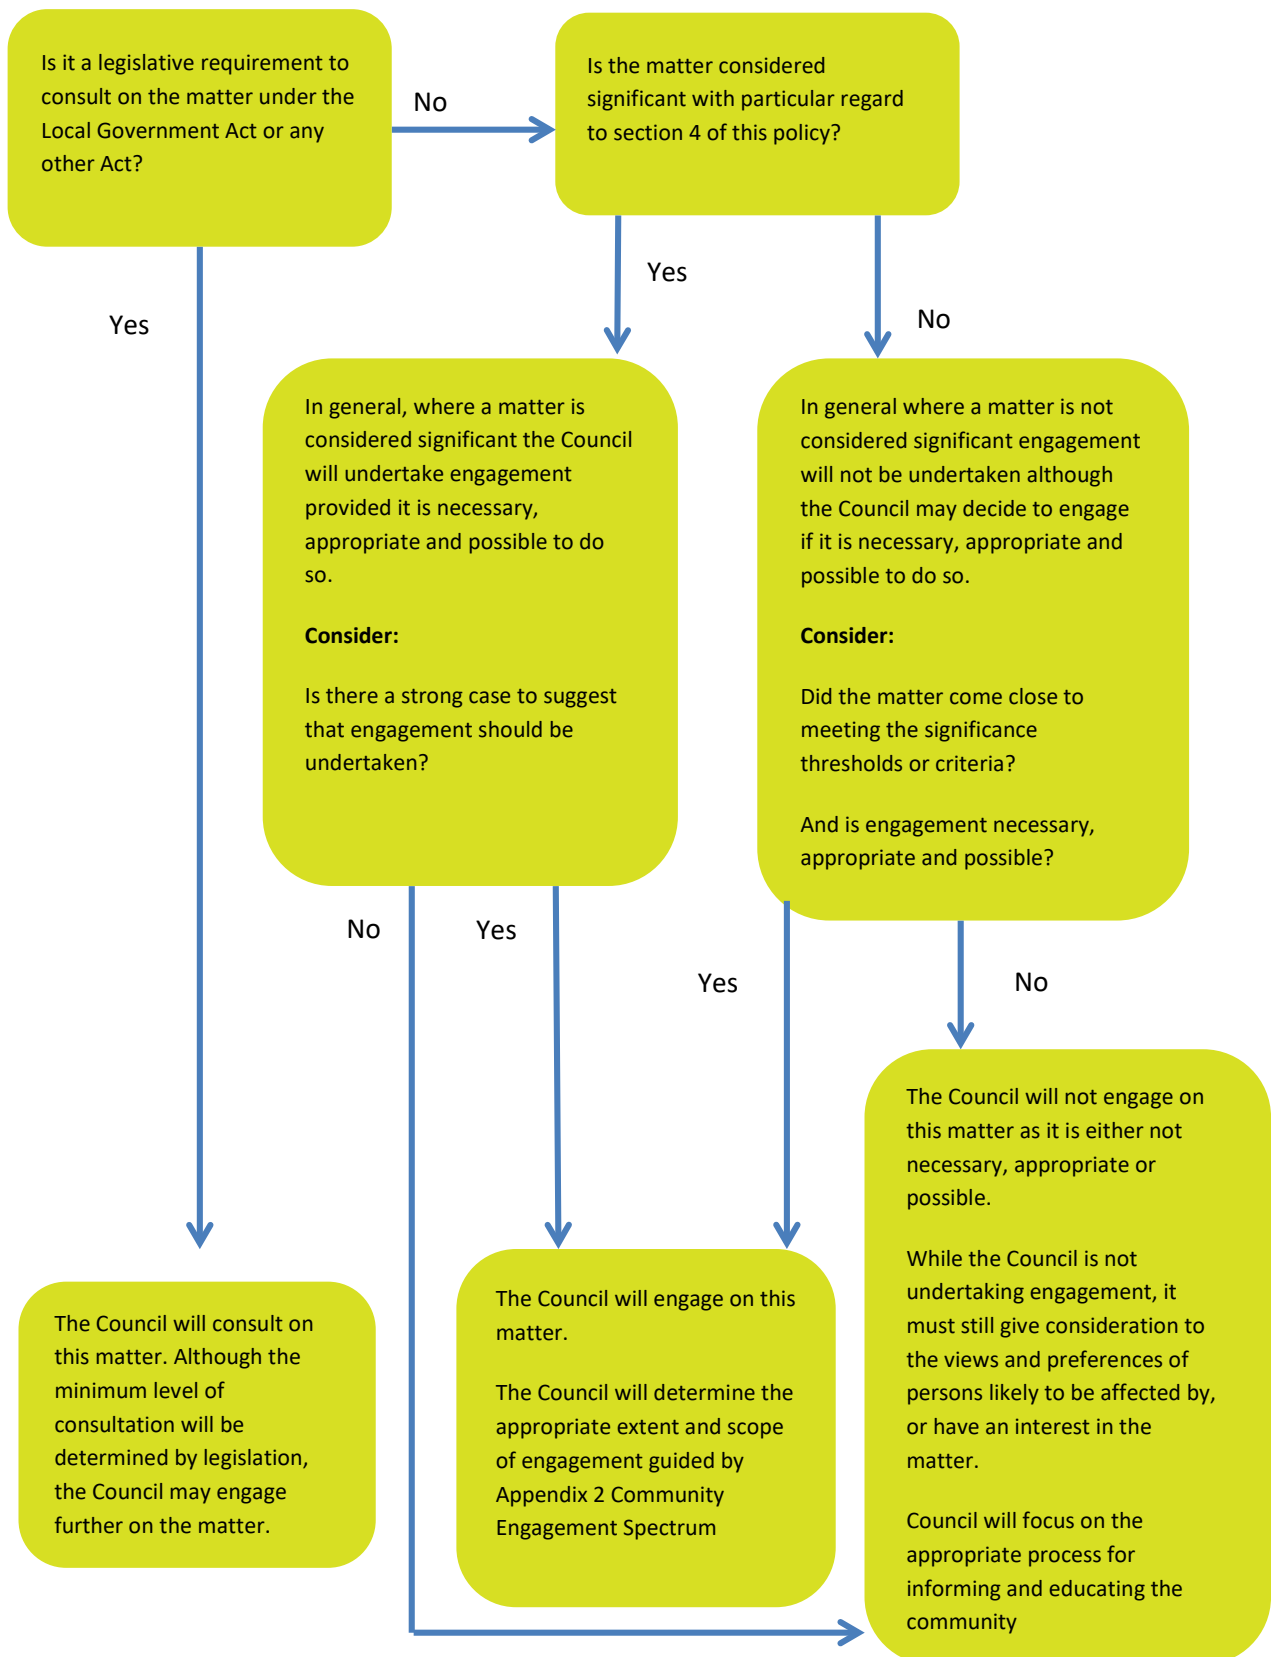 Is it a legislative requirement to
consult on the matter under the
Local Government Act or any
other Act?
No
Is the matter considered
significant with particular regard
to section 4 of this policy?
Yes
Yes
No
In general, where a matter is
considered significant the Council
will undertake engagement
provided it is necessary,
appropriate and possible to do
so.
Consider:
Is there a strong case to suggest
that engagement should be
undertaken?
In general where a matter is not
considered significant engagement
will not be undertaken although
the Council may decide to engage
if it is necessary, appropriate and
possible to do so.
Consider:
Did the matter come close to
meeting the significance
thresholds or criteria?
And is engagement necessary,
appropriate and possible?
No
Yes
Yes
No
The Council will consult on
this matter. Although the
minimum level of
consultation will be
determined by legislation,
the Council may engage
further on the matter.
The Council will engage on this
matter.
The Council will determine the
appropriate extent and scope
of engagement guided by
Appendix 2 Community
Engagement Spectrum
The Council will not engage on
this matter as it is either not
necessary, appropriate or
possible.
While the Council is not
undertaking engagement, it
must still give consideration to
the views and preferences of
persons likely to be affected by,
or have an interest in the
matter.
Council will focus on the
appropriate process for
informing and educating the
community